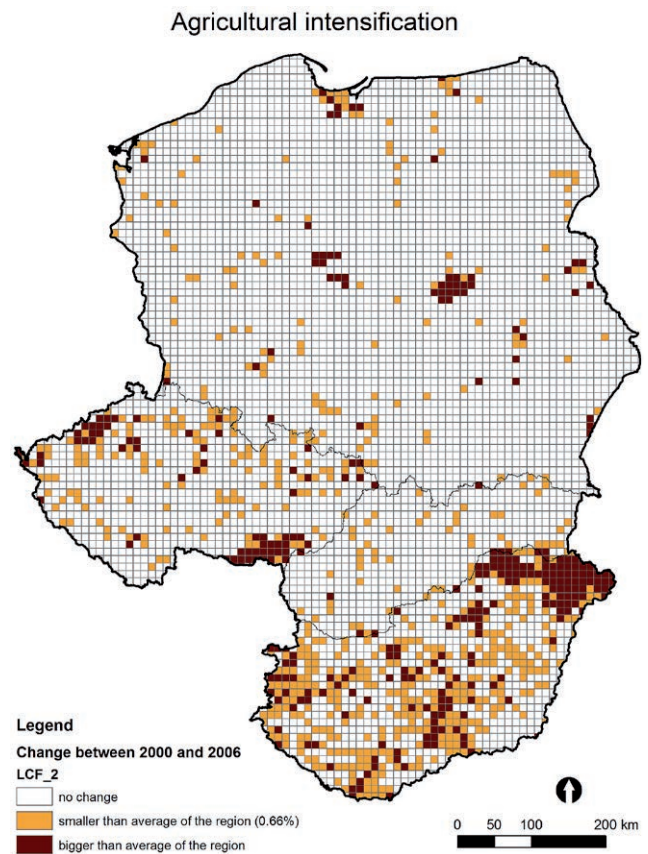 Agricultural intensification
Legend
Change between 2000 and 2006
LCF_2
no change
smaller than average of the region (0.66%)
bigger than average of the region
0 50 100 200 km